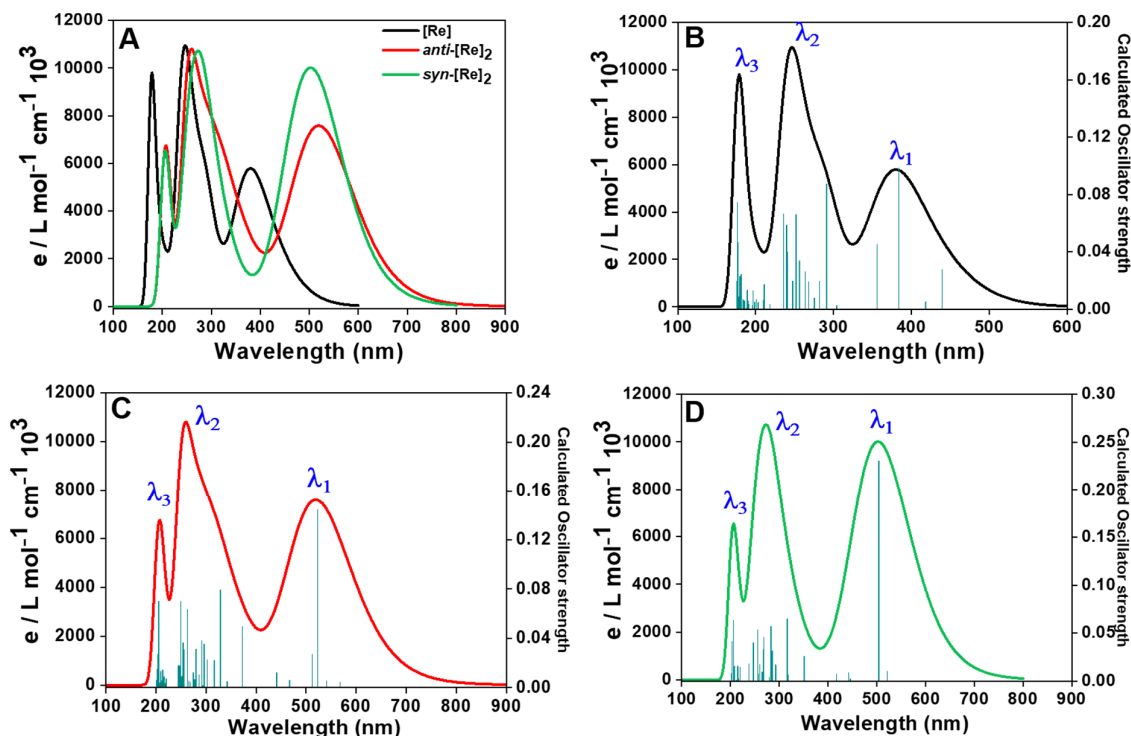 A
[Re]
anti-[Re]2
syn-[Re]2
12000
10000
8000
6000
4000
2000
0
e / L mol⁻¹ cm⁻¹ 10³
100 200 300 400 500 600 700 800 900
Wavelength (nm)
B
λ3
λ2
λ1
12000
10000
8000
6000
4000
2000
0
e / L mol⁻¹ cm⁻¹ 10³
0.20
0.16
0.12
0.08
0.04
0.00
Calculated Oscillator strength
100 200 300 400 500 600
Wavelength (nm)
C
λ3
λ2
λ1
12000
10000
8000
6000
4000
2000
0
e / L mol⁻¹ cm⁻¹ 10³
0.24
0.20
0.16
0.12
0.08
0.04
0.00
Calculated Oscillator strength
100 200 300 400 500 600 700 800 900
Wavelength (nm)
D
λ3
λ2
λ1
12000
10000
8000
6000
4000
2000
0
e / L mol⁻¹ cm⁻¹ 10³
0.30
0.25
0.20
0.15
0.10
0.05
0.00
Calculated Oscillator strength
100 200 300 400 500 600 700 800 900
Wavelength (nm)